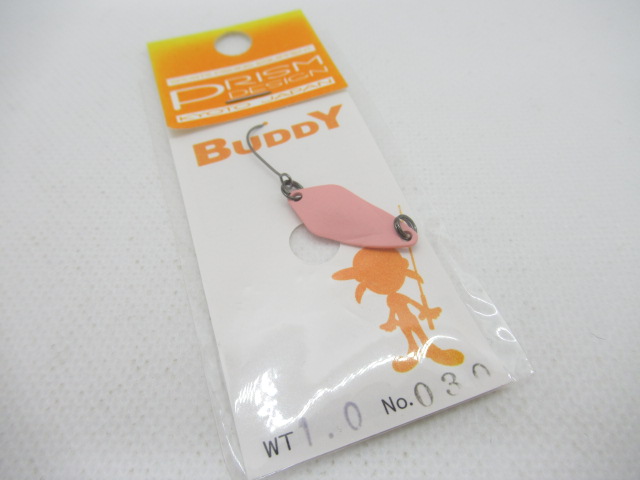 PRISM
DESIGN
KYOTO JAPAN
BUDDY
WT 1.0 No. 030